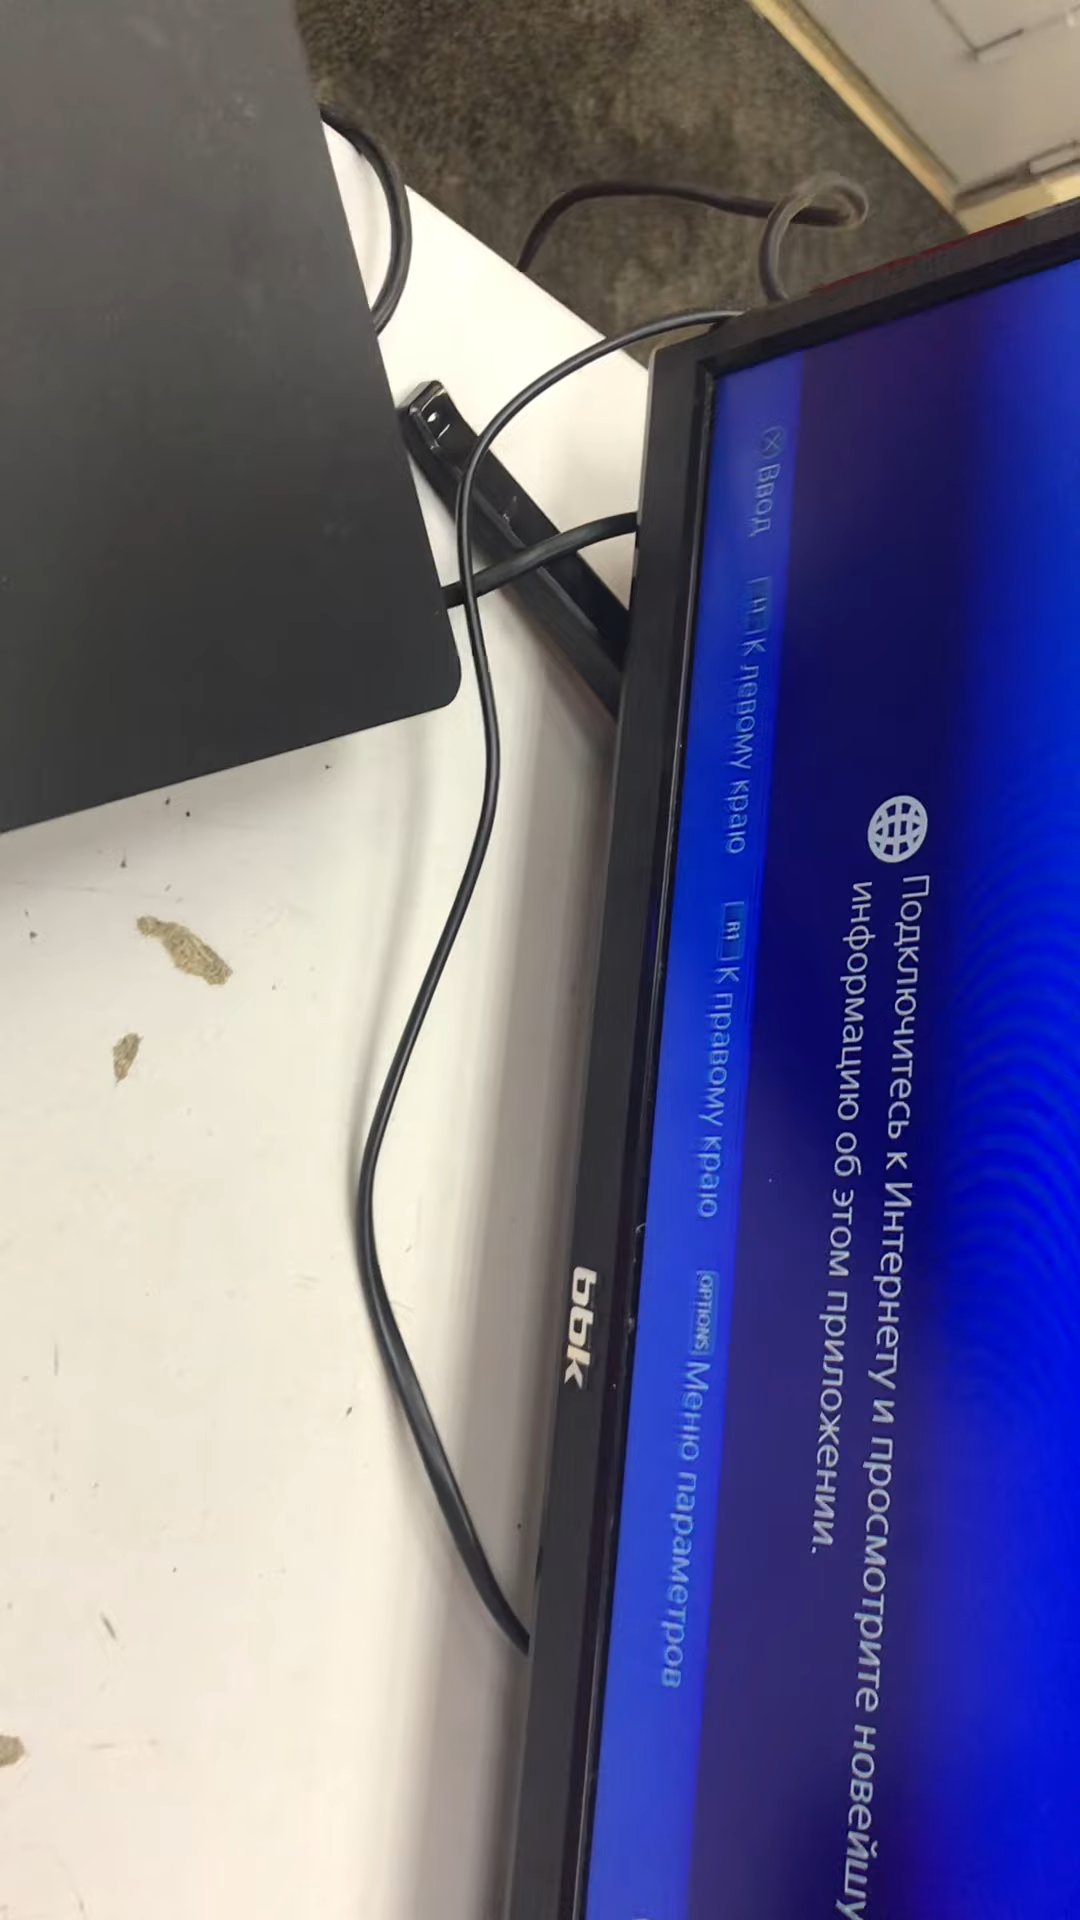 Подключитесь к Интернету и просмотрите новейшу
информацию об этом приложении.
Ввод L1 К левому краю R1 К правому краю OPTIONS Меню параметров
bbk